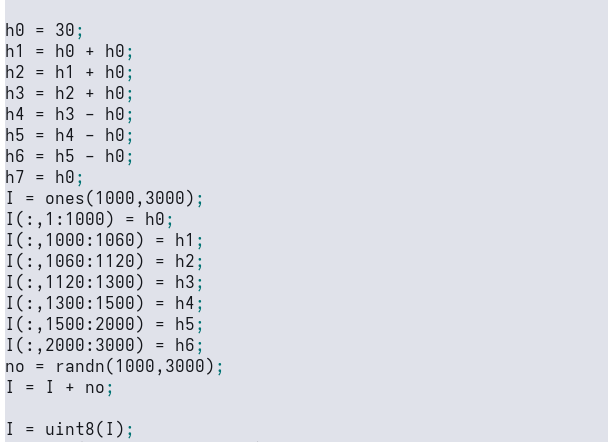 h0 = 30;
h1 = h0 + h0;
h2 = h1 + h0;
h3 = h2 + h0;
h4 = h3 - h0;
h5 = h4 - h0;
h6 = h5 - h0;
h7 = h0;
I = ones(1000,3000);
I(:,1:1000) = h0;
I(:,1000:1060) = h1;
I(:,1060:1120) = h2;
I(:,1120:1300) = h3;
I(:,1300:1500) = h4;
I(:,1500:2000) = h5;
I(:,2000:3000) = h6;
no = randn(1000,3000);
I = I + no;
I = uint8(I);